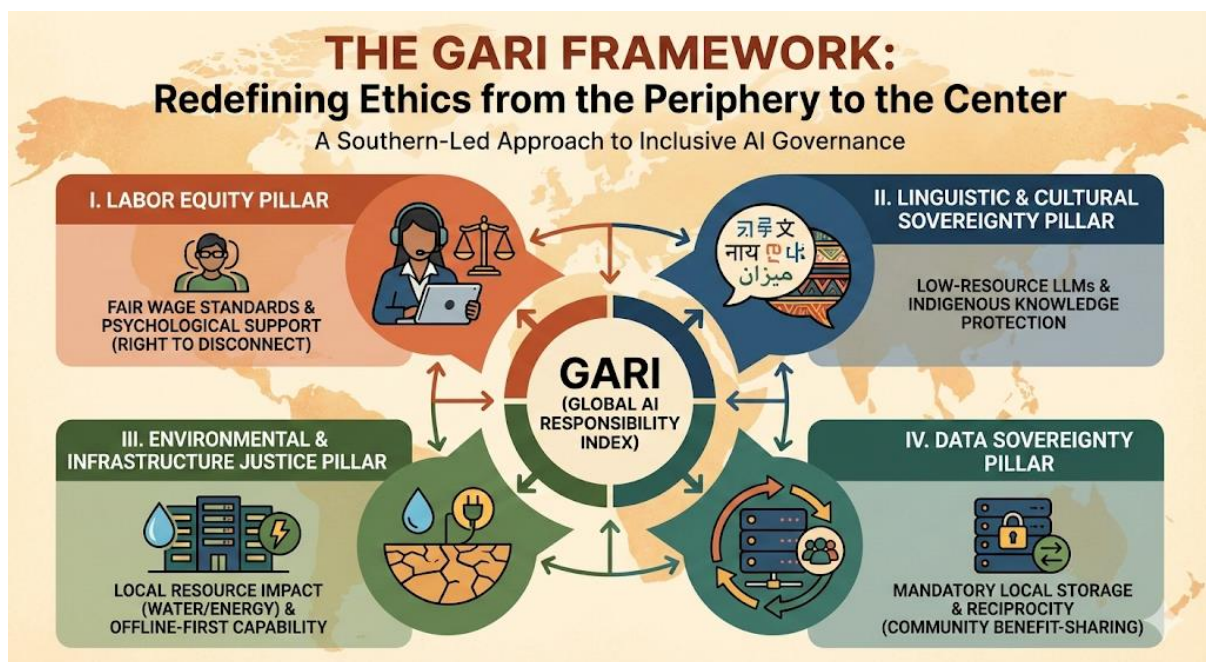 THE GARI FRAMEWORK:
Redefining Ethics from the Periphery to the Center
A Southern-Led Approach to Inclusive AI Governance
I. LABOR EQUITY PILLAR
FAIR WAGE STANDARDS &
PSYCHOLOGICAL SUPPORT
(RIGHT TO DISCONNECT)
II. LINGUISTIC & CULTURAL
SOVEREIGNTY PILLAR
文
नाय
میزان
LOW-RESOURCE LLMs &
INDIGENOUS KNOWLEDGE
PROTECTION
GARI
(GLOBAL AI
RESPONSIBILITY
INDEX)
III. ENVIRONMENTAL &
INFRASTRUCTURE JUSTICE PILLAR
LOCAL RESOURCE IMPACT
(WATER/ENERGY) &
OFFLINE-FIRST CAPABILITY
IV. DATA SOVEREIGNTY
PILLAR
MANDATORY LOCAL STORAGE
& RECIPROCITY
(COMMUNITY BENEFIT-SHARING)